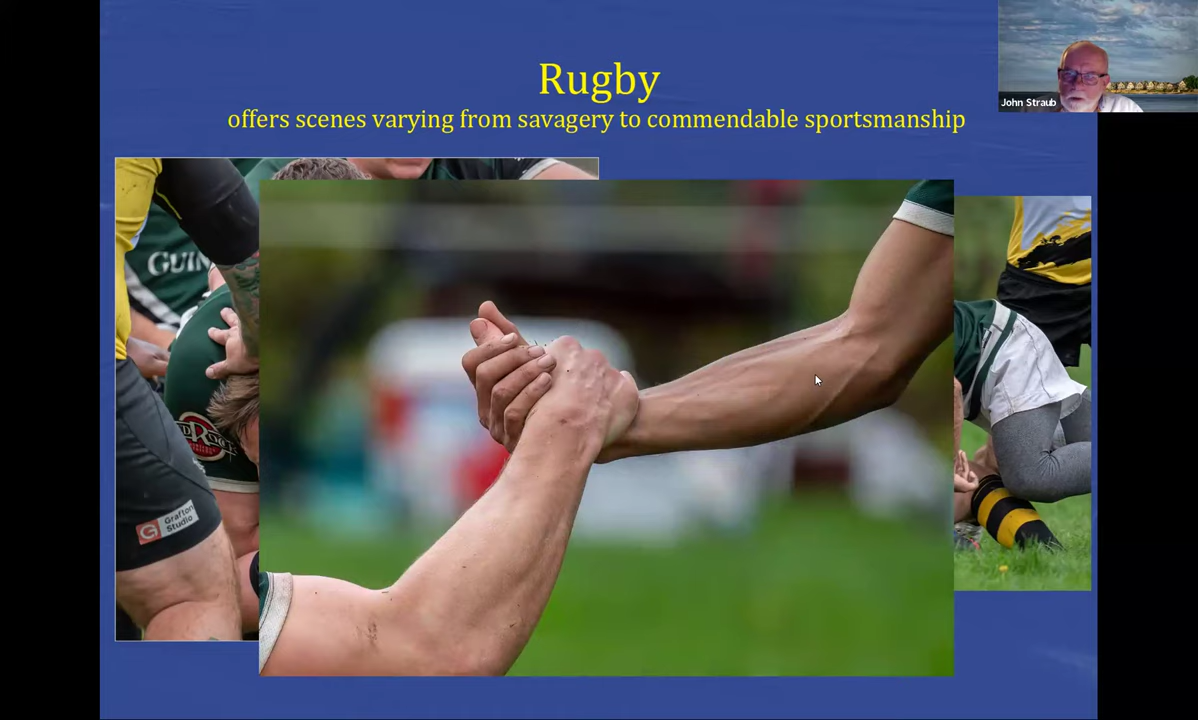 Rugby
offers scenes varying from savagery to commendable sportsmanship
John Straub
GUIN
G Grafton
Studio